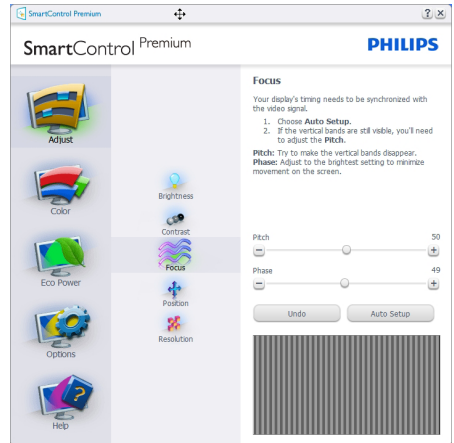 SmartControl Premium
SmartControl Premium
PHILIPS
Adjust
Color
Eco Power
Options
Help
Brightness
Contrast
Focus
Position
Resolution
Focus
Your display's timing needs to be synchronized with
the video signal.
1. Choose Auto Setup.
2. If the vertical bands are still visible, you'll need
to adjust the Pitch.
Pitch: Try to make the vertical bands disappear.
Phase: Adjust to the brightest setting to minimize
movement on the screen.
Pitch 50
Phase 49
Undo Auto Setup